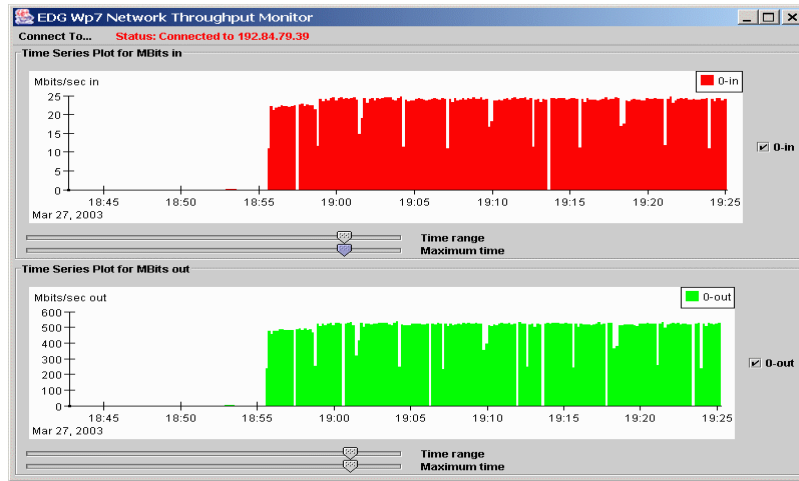 EDG Wp7 Network Throughput Monitor
Connect To... Status: Connected to 192.84.79.39
Time Series Plot for MBits in
Mbits/sec in
0-in
25
20
15
10
5
0
0-in
18:45 18:50 18:55 19:00 19:05 19:10 19:15 19:20 19:25
Mar 27, 2003
Time range
Maximum time
Time Series Plot for MBits out
Mbits/sec out
0-out
600
500
400
300
200
100
0
0-out
18:45 18:50 18:55 19:00 19:05 19:10 19:15 19:20 19:25
Mar 27, 2003
Time range
Maximum time